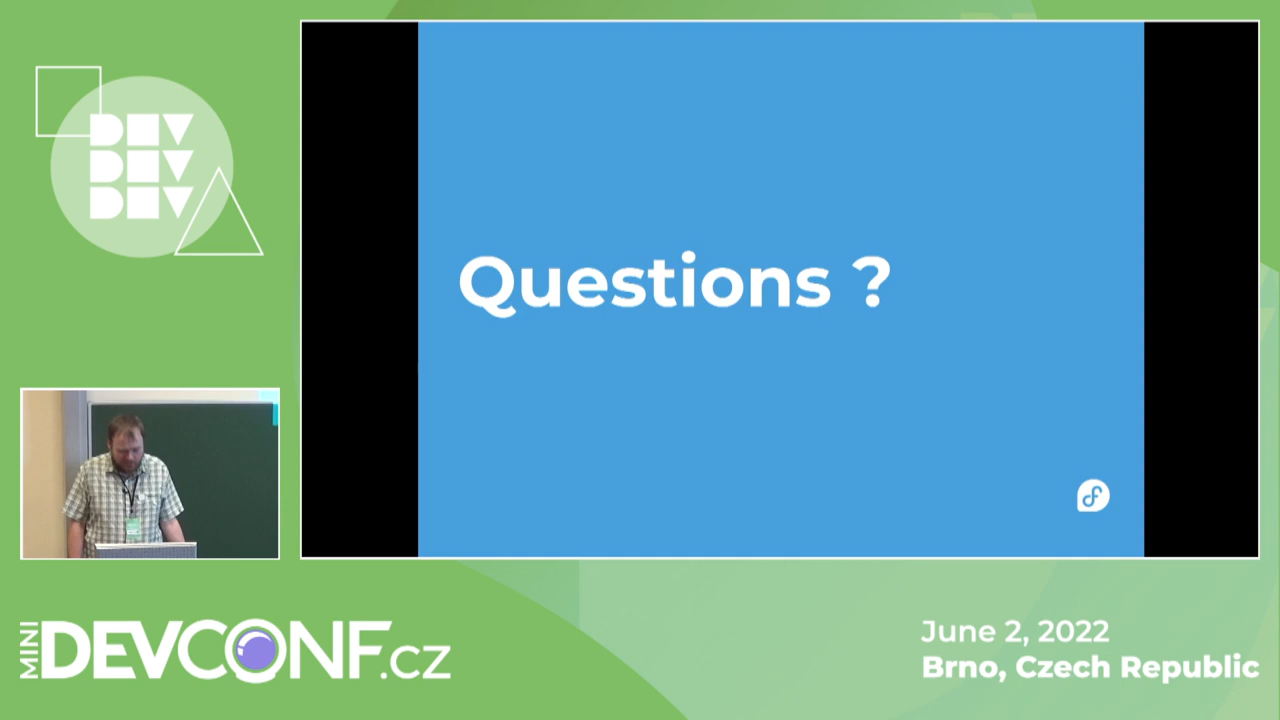 DEV
DEV
DEV
Questions ?
MINI
DEVCONF.CZ
June 2, 2022
Brno, Czech Republic